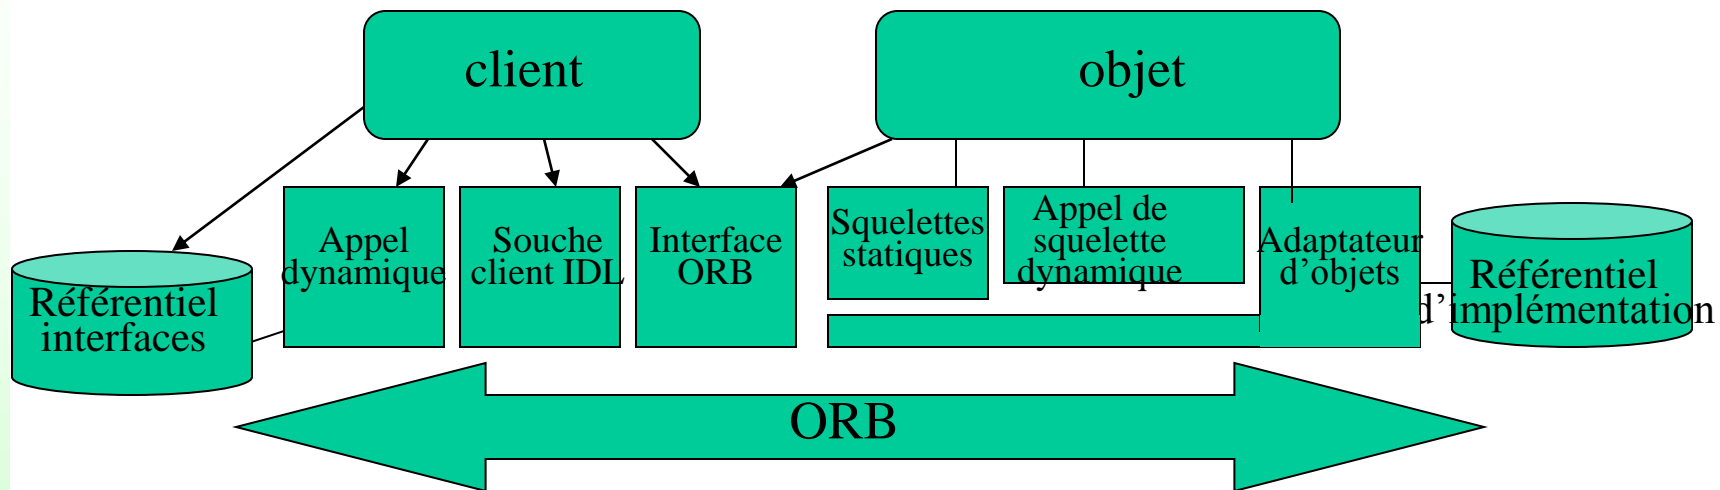 client
objet
Référentiel
interfaces
Appel
dynamique
Souche
client IDL
Interface
ORB
Squelettes
statiques
Appel de
squelette
dynamique
Adaptateur
d’objets
Référentiel
d’implémentation
ORB